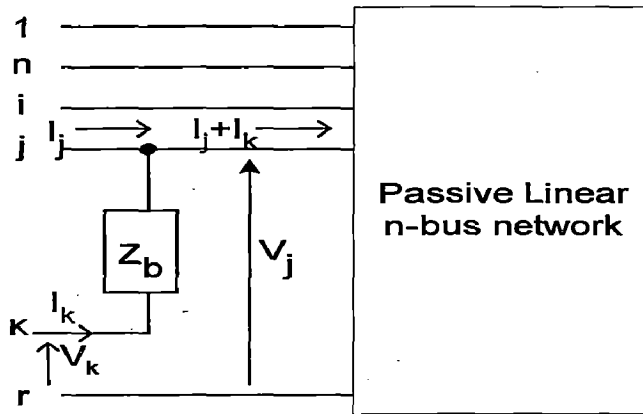 1
n
i
j I_j I_j+I_k
Z_b V_j
Passive Linear
n-bus network
I_k
K
V_k
r